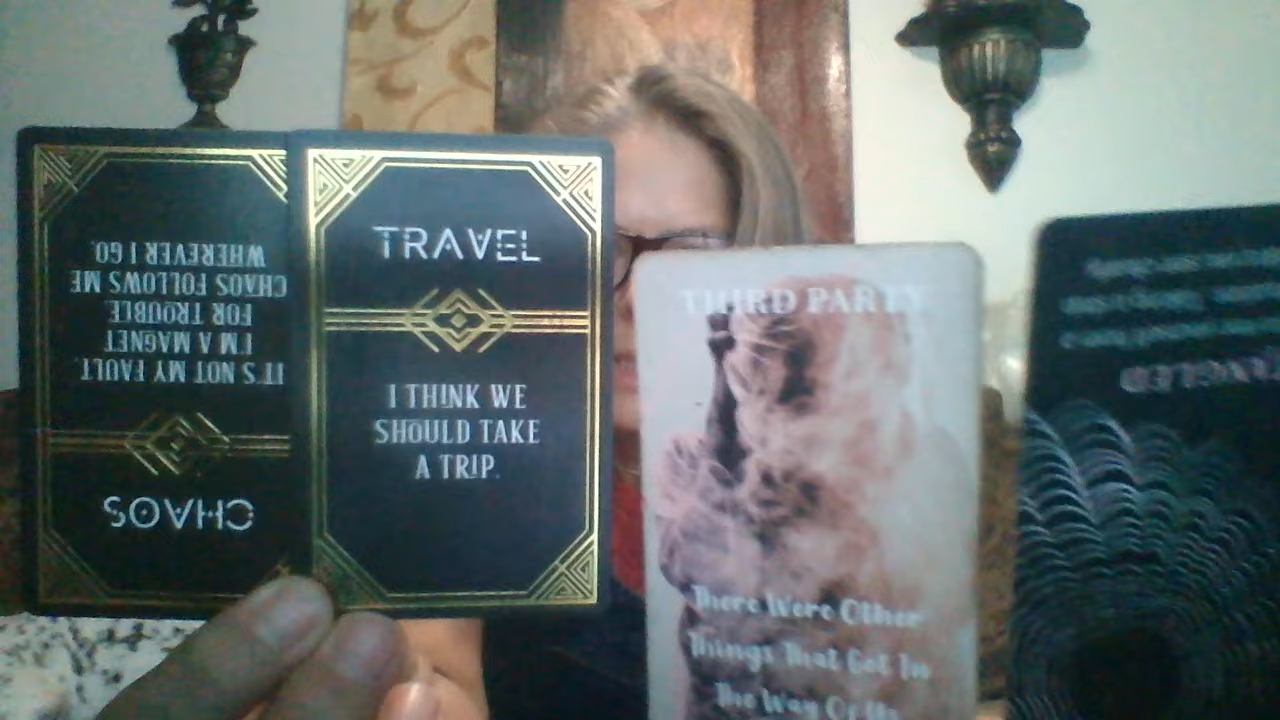 CHAOS
IT'S NOT MY FAULT.
I'M A MAGNET
FOR TROUBLE.
CHAOS FOLLOWS ME
WHEREVER I GO.
TRAVEL
I THINK WE
SHOULD TAKE
A TRIP.
THIRD PARTY
There Were Other
Things That Got In
The Way Of Us